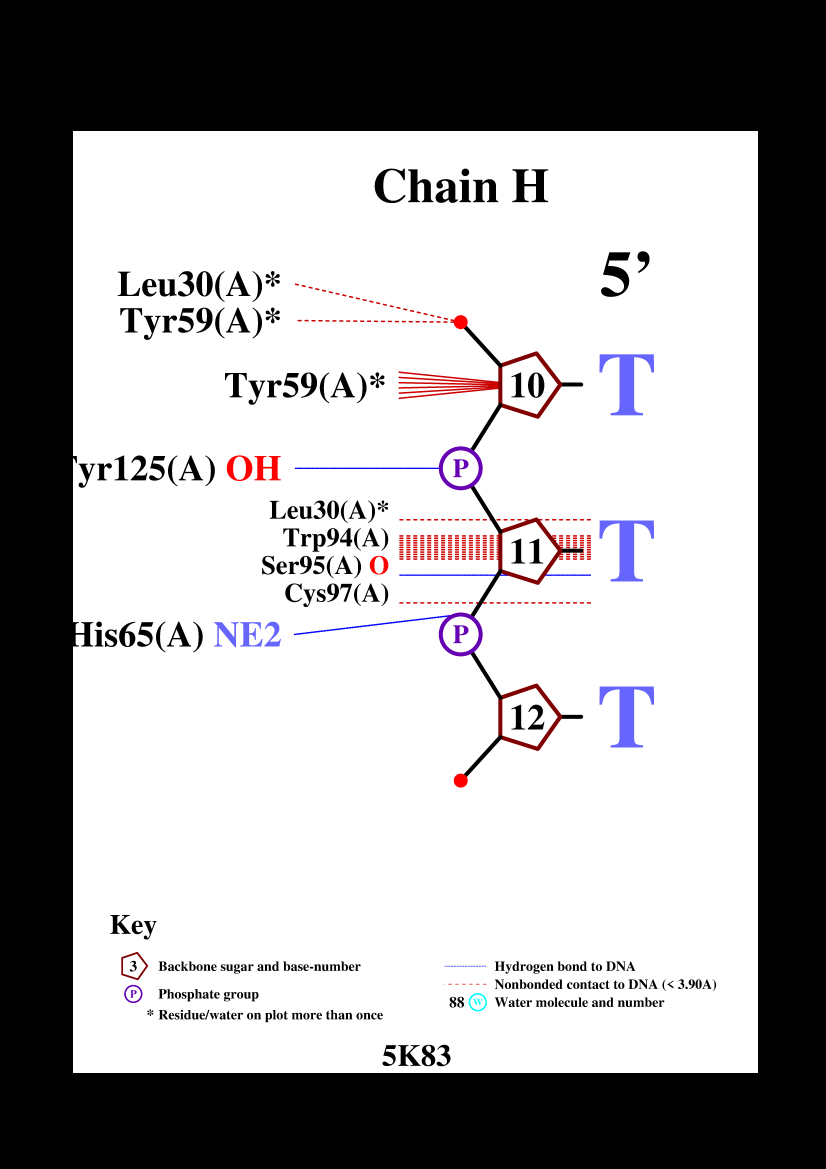 Chain H
5’
Leu30(A)*
Tyr59(A)*
Tyr59(A)* 10 T
Tyr125(A) OH P
Leu30(A)*
Trp94(A)
11 T
Ser95(A) O
Cys97(A)
His65(A) NE2 P
12 T
Key
3 Backbone sugar and base-number
P Phosphate group
* Residue/water on plot more than once
Hydrogen bond to DNA
Nonbonded contact to DNA (< 3.90A)
88 W Water molecule and number
5K83